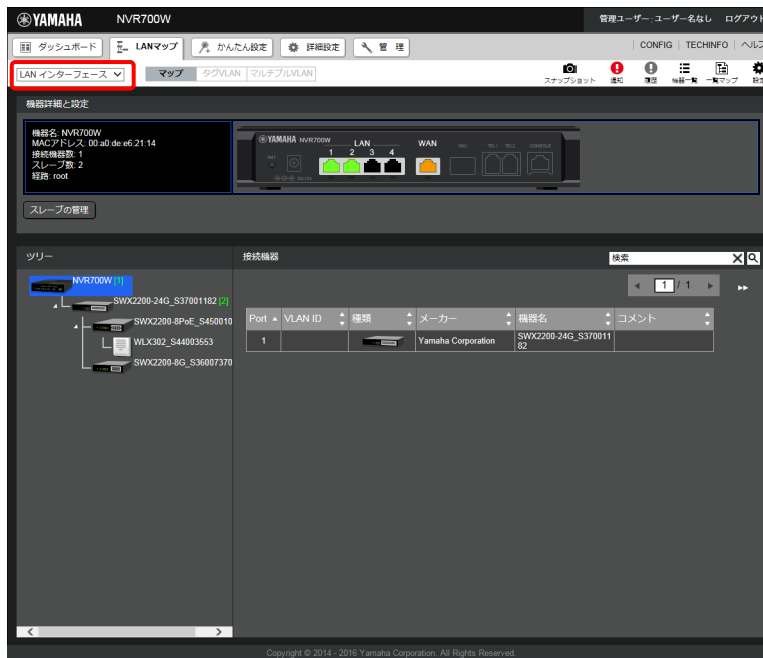 YAMAHA NVR700W 管理ユーザー: ユーザー名なし ログアウト
ダッシュボード LANマップ かんたん設定 詳細設定 管 理 CONFIG TECHINFO
LAN インターフェース マップ タグVLAN マルチプルVLAN スナップショット 通知 履歴 機器一覧 一覧マップ
機器詳細と設定
機器名: NVR700W
MACアドレス: 00:a0:de:e6:21:14
接続機器数: 1
スレーブ数: 2
経路: root
YAMAHA NVR700W LAN WAN ONU TEL1 TEL2 CONSOLE
1 2 3 4
スレーブの管理
ツリー 接続機器 検索
NVR700W [1] 1 / 1
SWX2200-24G_S37001182 [2]
SWX2200-8PoE_S450010
WLX302_S44003553
SWX2200-8G_S36007370
Port VLAN ID 種類 メーカー 機器名 コメント
1 Yamaha Corporation SWX2200-24G_S370011
82
Copyright © 2014 - 2016 Yamaha Corporation. All Rights Reserved.